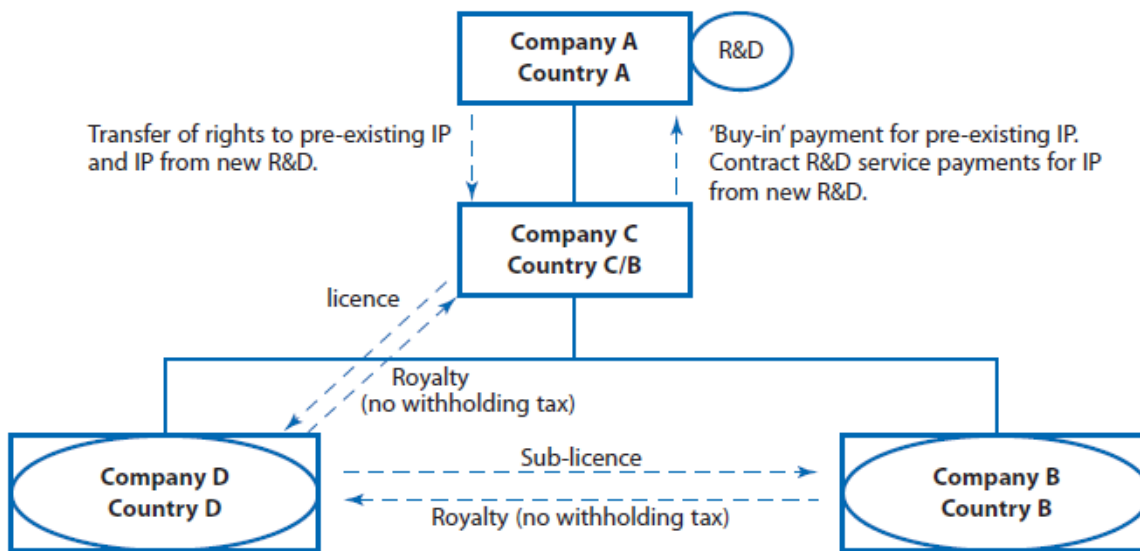 Company A
Country A
R&D
Transfer of rights to pre-existing IP
and IP from new R&D.
'Buy-in' payment for pre-existing IP.
Contract R&D service payments for IP
from new R&D.
Company C
Country C/B
licence
Royalty
(no withholding tax)
Company D
Country D
Sub-licence
Royalty (no withholding tax)
Company B
Country B